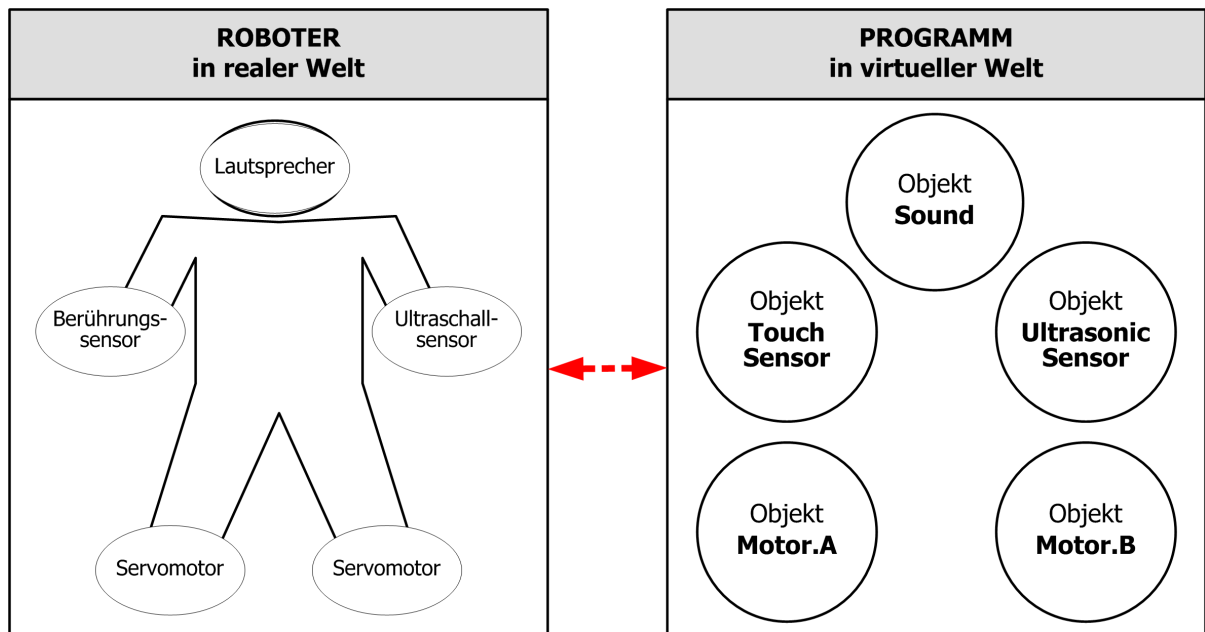 ROBOTER
in realer Welt
Lautsprecher
Berührungs-
sensor
Ultraschall-
sensor
Servomotor
Servomotor
PROGRAMM
in virtueller Welt
Objekt
Sound
Objekt
Touch
Sensor
Objekt
Ultrasonic
Sensor
Objekt
Motor.A
Objekt
Motor.B